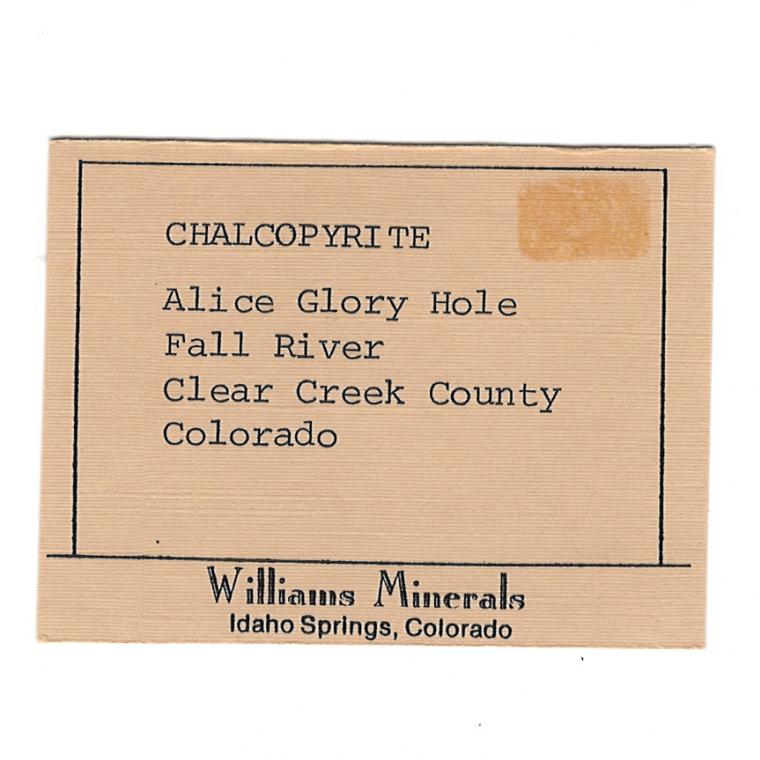 CHALCOPYRITE
Alice Glory Hole
Fall River
Clear Creek County
Colorado
Williams Minerals
Idaho Springs, Colorado